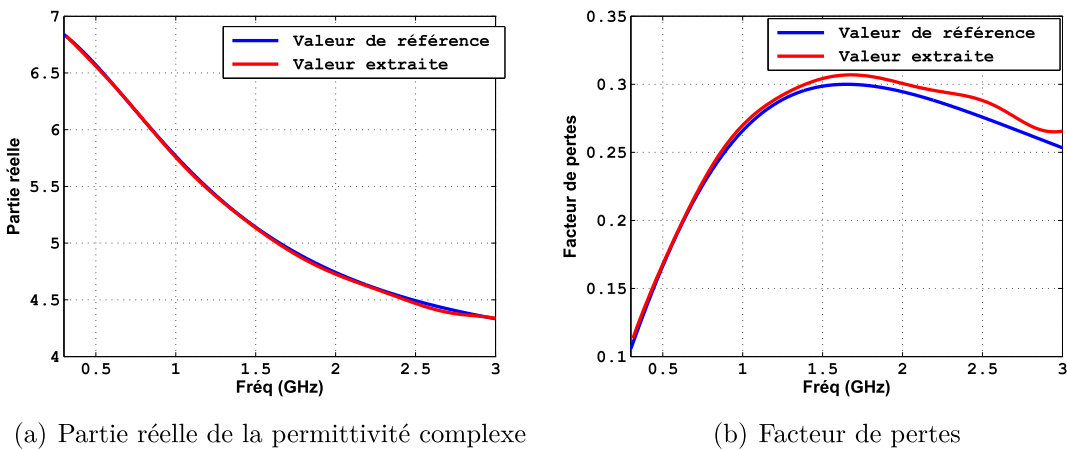 7
6.5
6
5.5
5
4.5
4
Partie réelle
Valeur de référence
Valeur extraite
0.5 1 1.5 2 2.5 3
Fréq (GHz)
(a) Partie réelle de la permittivité complexe
0.35
0.3
0.25
0.2
0.15
0.1
Facteur de pertes
Valeur de référence
Valeur extraite
0.5 1 1.5 2 2.5 3
Fréq (GHz)
(b) Facteur de pertes